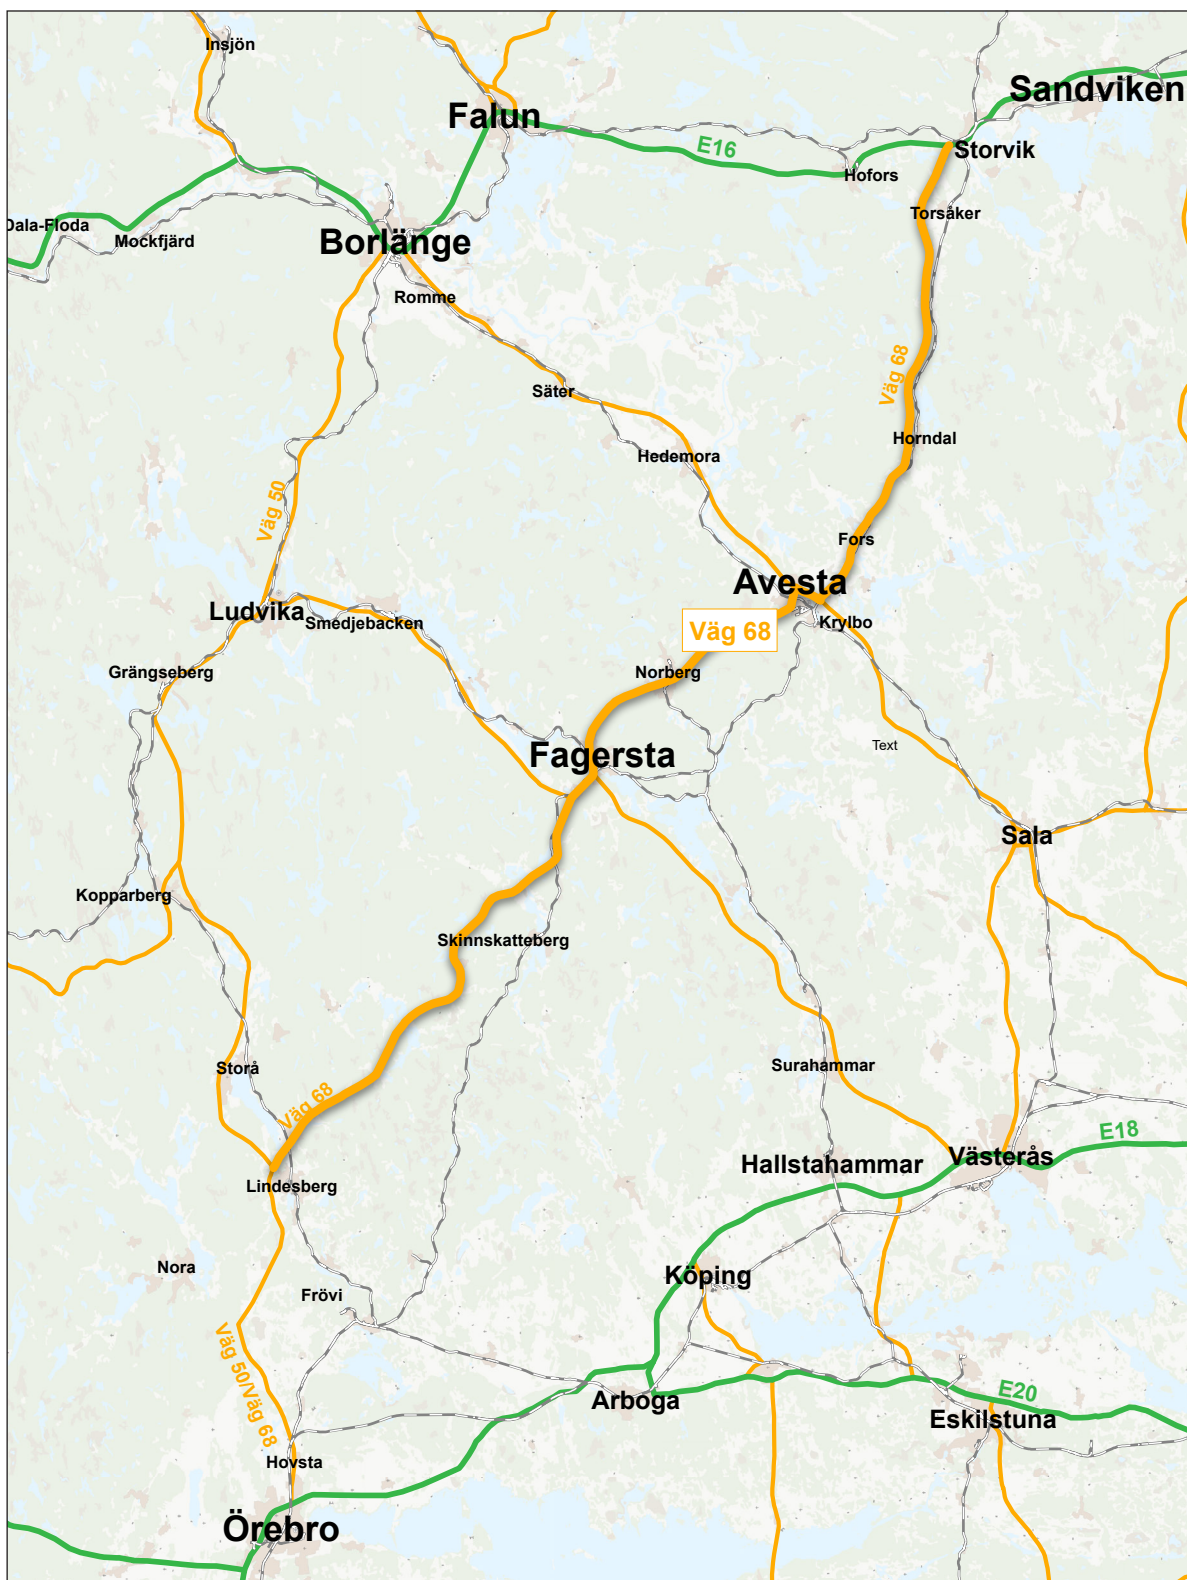 Insjön
Sandviken
Falun
E16
Storvik
Hofors
Torsåker
Dala-Floda
Mockfjärd
Borlänge
Romme
Väg 68
Säter
Horndal
Hedemora
Väg 50
Fors
Avesta
Ludvika
Smedjebacken
Krylbo
Väg 68
Grängseberg
Norberg
Fagersta
Text
Sala
Kopparberg
Skinnskatteberg
Storå
Surahammar
Väg 68
E18
Västerås
Hallstahammar
Lindesberg
Nora
Köping
Frövi
Väg 50/Väg 68
E20
Arboga
Eskilstuna
Hovsta
Örebro